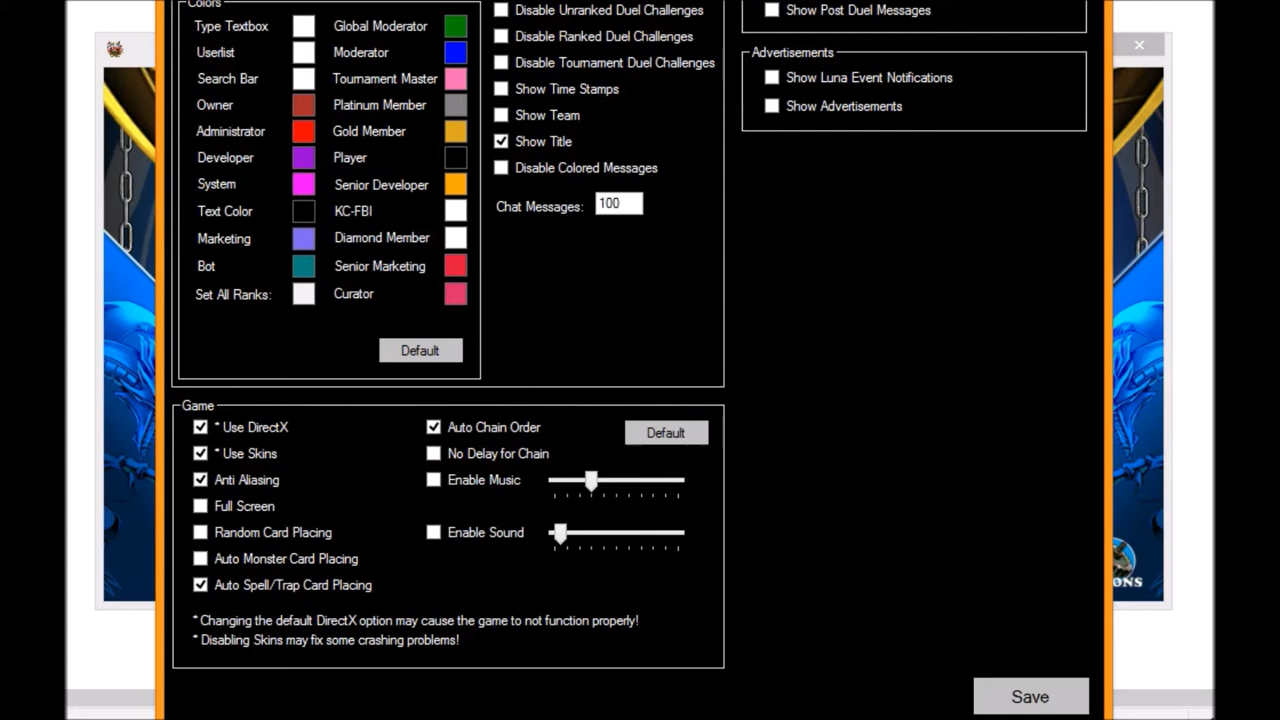 Colors
Type Textbox
Global Moderator
Userlist
Moderator
Search Bar
Tournament Master
Owner
Platinum Member
Administrator
Gold Member
Developer
Player
System
Senior Developer
Text Color
KC-FBI
Marketing
Diamond Member
Bot
Senior Marketing
Set All Ranks:
Curator
Default
Disable Unranked Duel Challenges
Disable Ranked Duel Challenges
Disable Tournament Duel Challenges
Show Time Stamps
Show Team
Show Title
Disable Colored Messages
Chat Messages: 100
Show Post Duel Messages
Advertisements
Show Luna Event Notifications
Show Advertisements
Game
* Use DirectX
Auto Chain Order
Default
* Use Skins
No Delay for Chain
Anti Aliasing
Enable Music
Full Screen
Random Card Placing
Enable Sound
Auto Monster Card Placing
Auto Spell/Trap Card Placing
* Changing the default DirectX option may cause the game to not function properly!
* Disabling Skins may fix some crashing problems!
Save